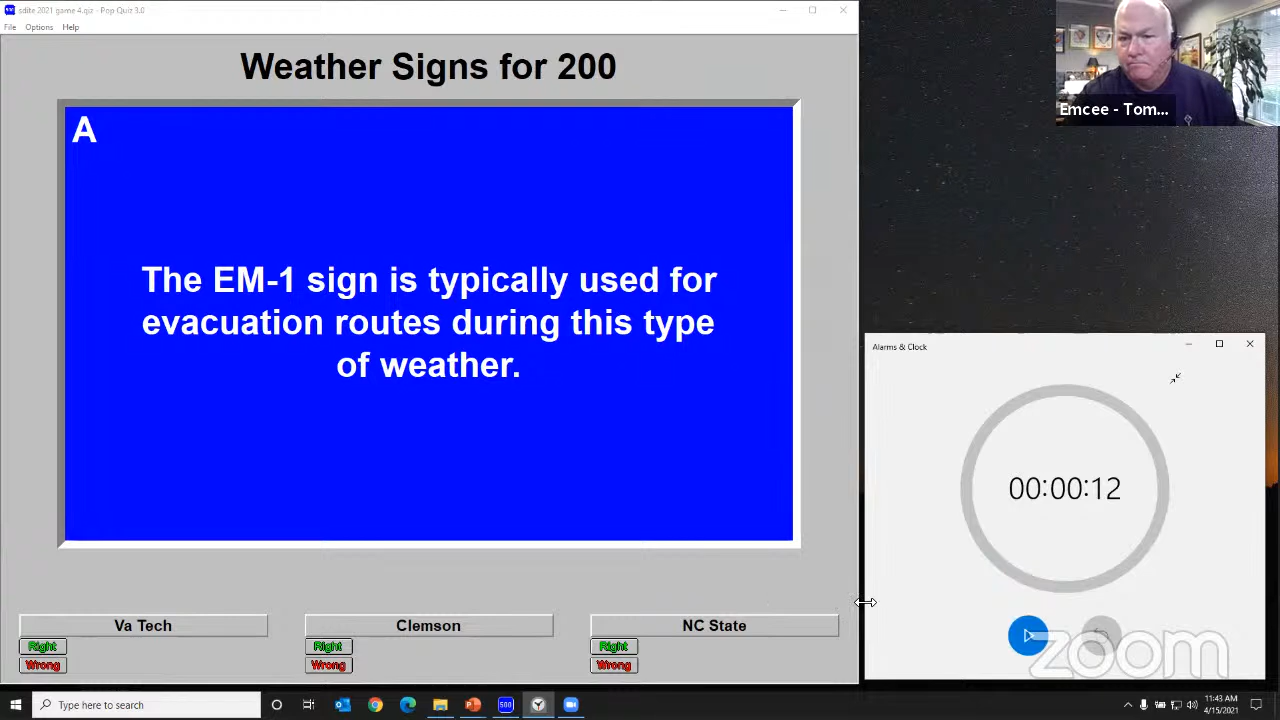 sdite 2021 game 4.qiz - Pop Quiz 3.0
File Options Help
Weather Signs for 200
A
The EM-1 sign is typically used for
evacuation routes during this type
of weather.
Va Tech
Right
Wrong
Clemson
Right
Wrong
NC State
Right
Wrong
Emcee - Tom...
Alarms & Clock
00:00:12
zoom
Type here to search
500
11:43 AM
4/15/2021